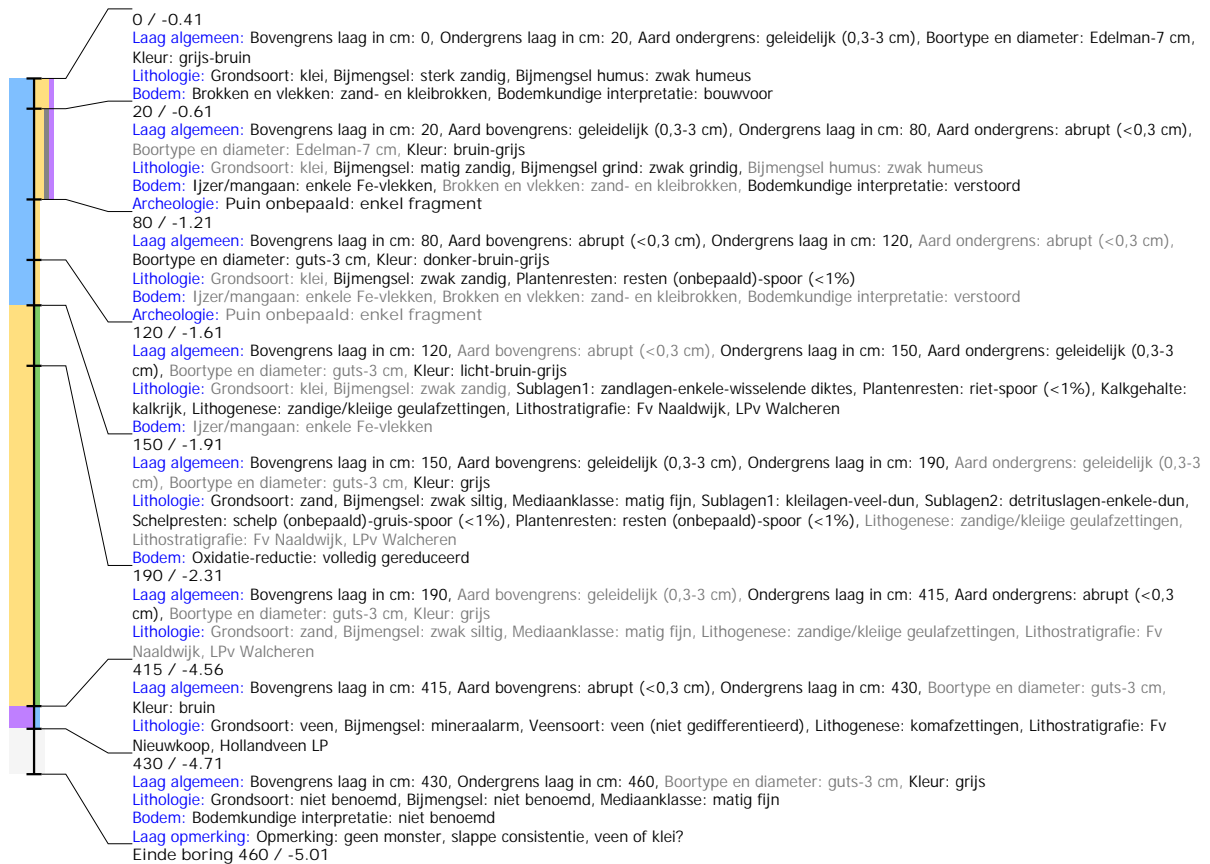 0 / -0.41
Laag algemeen: Bovengrens laag in cm: 0, Ondergrens laag in cm: 20, Aard ondergrens: geleidelijk (0,3-3 cm), Boortype en diameter: Edelman-7 cm,
Kleur: grijs-bruin
Lithologie: Grondsoort: klei, Bijmengsel: sterk zandig, Bijmengsel humus: zwak humeus
Bodem: Brokken en vlekken: zand- en kleibrokken, Bodemkundige interpretatie: bouwvoor
20 / -0.61
Laag algemeen: Bovengrens laag in cm: 20, Aard bovengrens: geleidelijk (0,3-3 cm), Ondergrens laag in cm: 80, Aard ondergrens: abrupt (<0,3 cm),
Boortype en diameter: Edelman-7 cm, Kleur: bruin-grijs
Lithologie: Grondsoort: klei, Bijmengsel: matig zandig, Bijmengsel grind: zwak grindig, Bijmengsel humus: zwak humeus
Bodem: Ijzer/mangaan: enkele Fe-vlekken, Brokken en vlekken: zand- en kleibrokken, Bodemkundige interpretatie: verstoord
Archeologie: Puin onbepaald: enkel fragment
80 / -1.21
Laag algemeen: Bovengrens laag in cm: 80, Aard bovengrens: abrupt (<0,3 cm), Ondergrens laag in cm: 120, Aard ondergrens: abrupt (<0,3 cm),
Boortype en diameter: guts-3 cm, Kleur: donker-bruin-grijs
Lithologie: Grondsoort: klei, Bijmengsel: zwak zandig, Plantenresten: resten (onbepaald)-spoor (<1%)
Bodem: Ijzer/mangaan: enkele Fe-vlekken, Brokken en vlekken: zand- en kleibrokken, Bodemkundige interpretatie: verstoord
Archeologie: Puin onbepaald: enkel fragment
120 / -1.61
Laag algemeen: Bovengrens laag in cm: 120, Aard bovengrens: abrupt (<0,3 cm), Ondergrens laag in cm: 150, Aard ondergrens: geleidelijk (0,3-3
cm), Boortype en diameter: guts-3 cm, Kleur: licht-bruin-grijs
Lithologie: Grondsoort: klei, Bijmengsel: zwak zandig, Sublagen1: zandlagen-enkele-wisselende diktes, Plantenresten: riet-spoor (<1%), Kalkgehalte:
kalkrijk, Lithogenese: zandige/kleiige geulafzettingen, Lithostratigrafie: Fv Naaldwijk, LPv Walcheren
Bodem: Ijzer/mangaan: enkele Fe-vlekken
150 / -1.91
Laag algemeen: Bovengrens laag in cm: 150, Aard bovengrens: geleidelijk (0,3-3 cm), Ondergrens laag in cm: 190, Aard ondergrens: geleidelijk (0,3-3
cm), Boortype en diameter: guts-3 cm, Kleur: grijs
Lithologie: Grondsoort: zand, Bijmengsel: zwak siltig, Mediaanklasse: matig fijn, Sublagen1: kleilagen-veel-dun, Sublagen2: detrituslagen-enkele-dun,
Schelpresten: schelp (onbepaald)-gruis-spoor (<1%), Plantenresten: resten (onbepaald)-spoor (<1%), Lithogenese: zandige/kleiige geulafzettingen,
Lithostratigrafie: Fv Naaldwijk, LPv Walcheren
Bodem: Oxidatie-reductie: volledig gereduceerd
190 / -2.31
Laag algemeen: Bovengrens laag in cm: 190, Aard bovengrens: geleidelijk (0,3-3 cm), Ondergrens laag in cm: 415, Aard ondergrens: abrupt (<0,3
cm), Boortype en diameter: guts-3 cm, Kleur: grijs
Lithologie: Grondsoort: zand, Bijmengsel: zwak siltig, Mediaanklasse: matig fijn, Lithogenese: zandige/kleiige geulafzettingen, Lithostratigrafie: Fv
Naaldwijk, LPv Walcheren
415 / -4.56
Laag algemeen: Bovengrens laag in cm: 415, Aard bovengrens: abrupt (<0,3 cm), Ondergrens laag in cm: 430, Boortype en diameter: guts-3 cm,
Kleur: bruin
Lithologie: Grondsoort: veen, Bijmengsel: mineraalarm, Veensoort: veen (niet gedifferentieerd), Lithogenese: komafzettingen, Lithostratigrafie: Fv
Nieuwkoop, Hollandveen LP
430 / -4.71
Laag algemeen: Bovengrens laag in cm: 430, Ondergrens laag in cm: 460, Boortype en diameter: guts-3 cm, Kleur: grijs
Lithologie: Grondsoort: niet benoemd, Bijmengsel: niet benoemd, Mediaanklasse: matig fijn
Bodem: Bodemkundige interpretatie: niet benoemd
Laag opmerking: Opmerking: geen monster, slappe consistentie, veen of klei?
Einde boring 460 / -5.01